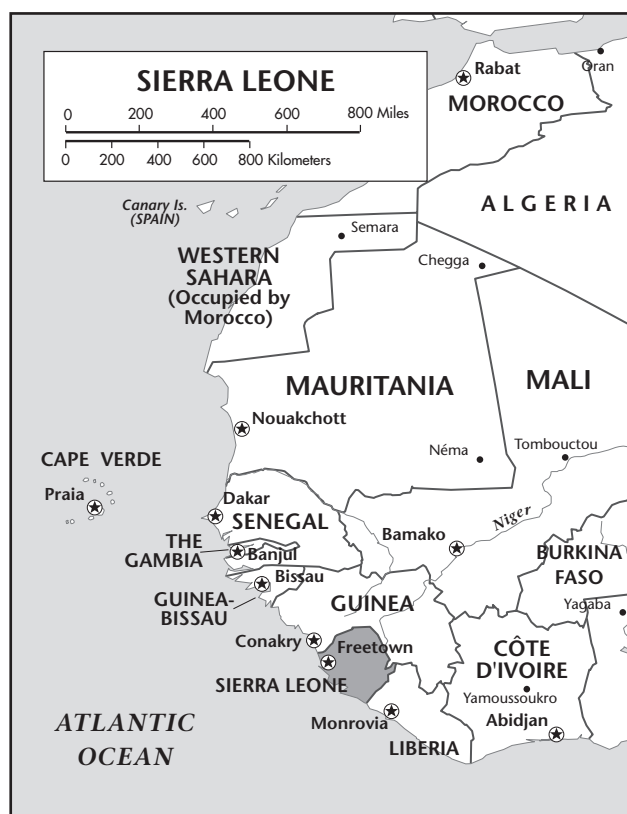 SIERRA LEONE
0 200 400 600 800 Miles
0 200 400 600 800 Kilometers
Rabat
Oran
MOROCCO
Canary Is.
(SPAIN)
ALGERIA
Semara
Chegga
WESTERN
SAHARA
(Occupied by
Morocco)
MAURITANIA
MALI
Nouakchott
Néma
Tombouctou
CAPE VERDE
Praia
Dakar
SENEGAL
Niger
Bamako
THE
GAMBIA
Banjul
BURKINA
FASO
Bissau
GUINEA-
BISSAU
GUINEA
Yagaba
Conakry
Freetown
CÔTE
D'IVOIRE
SIERRA LEONE
Yamoussoukro
Monrovia
Abidjan
LIBERIA
ATLANTIC
OCEAN